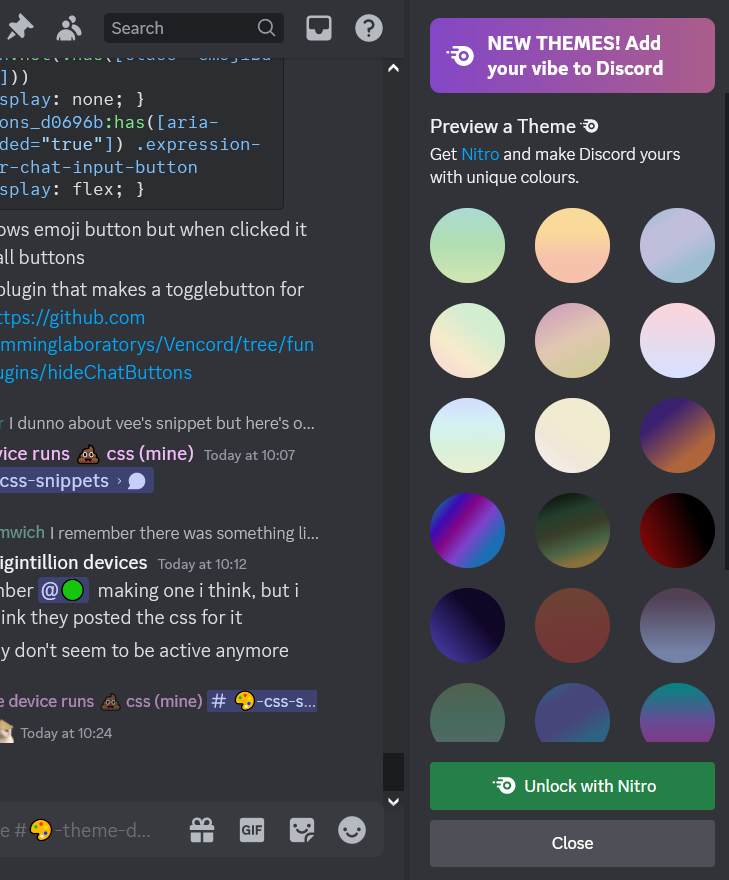 Search
]))
splay: none; }
ons_d0696b:has([aria-
ded="true"]) .expression-
r-chat-input-button
splay: flex; }
ows emoji button but when clicked it
all buttons
plugin that makes a togglebutton for
ttps://github.com
mminglaboratorys/Vencord/tree/fun
ugins/hideChatButtons
r I dunno about vee's snippet but here's o...
vice runs 💩 css (mine) Today at 10:07
css-snippets ›
mwich I remember there was something li...
igintillion devices Today at 10:12
mber @🟢 making one i think, but i
ink they posted the css for it
y don't seem to be active anymore
e device runs 💩 css (mine) # 🎨-css-s...
Today at 10:24
e #🎨-theme-d...
GIF
NEW THEMES! Add
your vibe to Discord
Preview a Theme
Get Nitro and make Discord yours
with unique colours.
Unlock with Nitro
Close